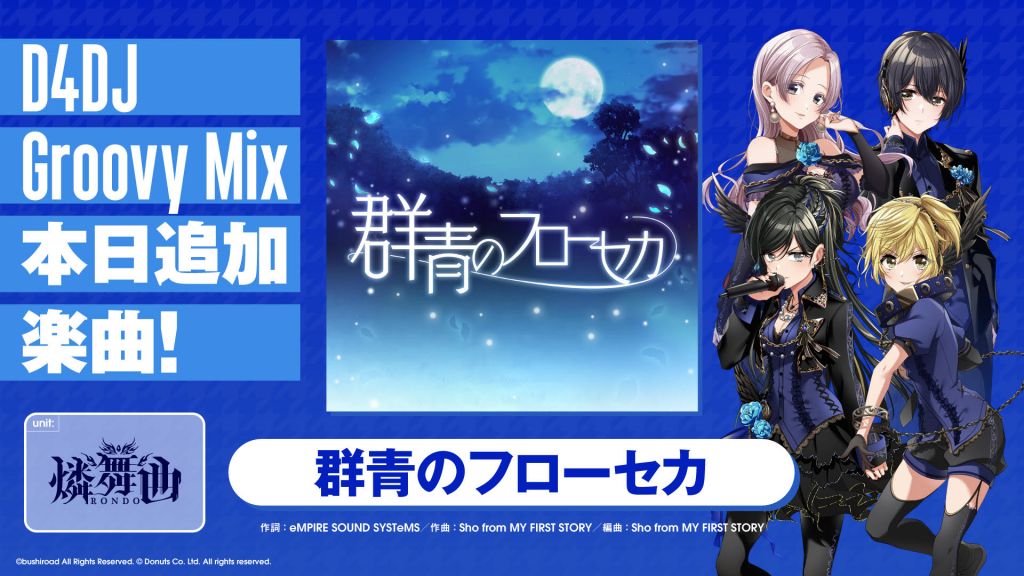 D4DJ
Groovy Mix
本日追加
楽曲!
群青のフローセカ
unit:
燐舞曲
RONDO
群青のフローセカ
作詞：eMPIRE SOUND SYSTeMS／作曲：Sho from MY FIRST STORY／編曲：Sho from MY FIRST STORY
©bushiroad All Rights Reserved. © Donuts Co. Ltd. All rights reserved.